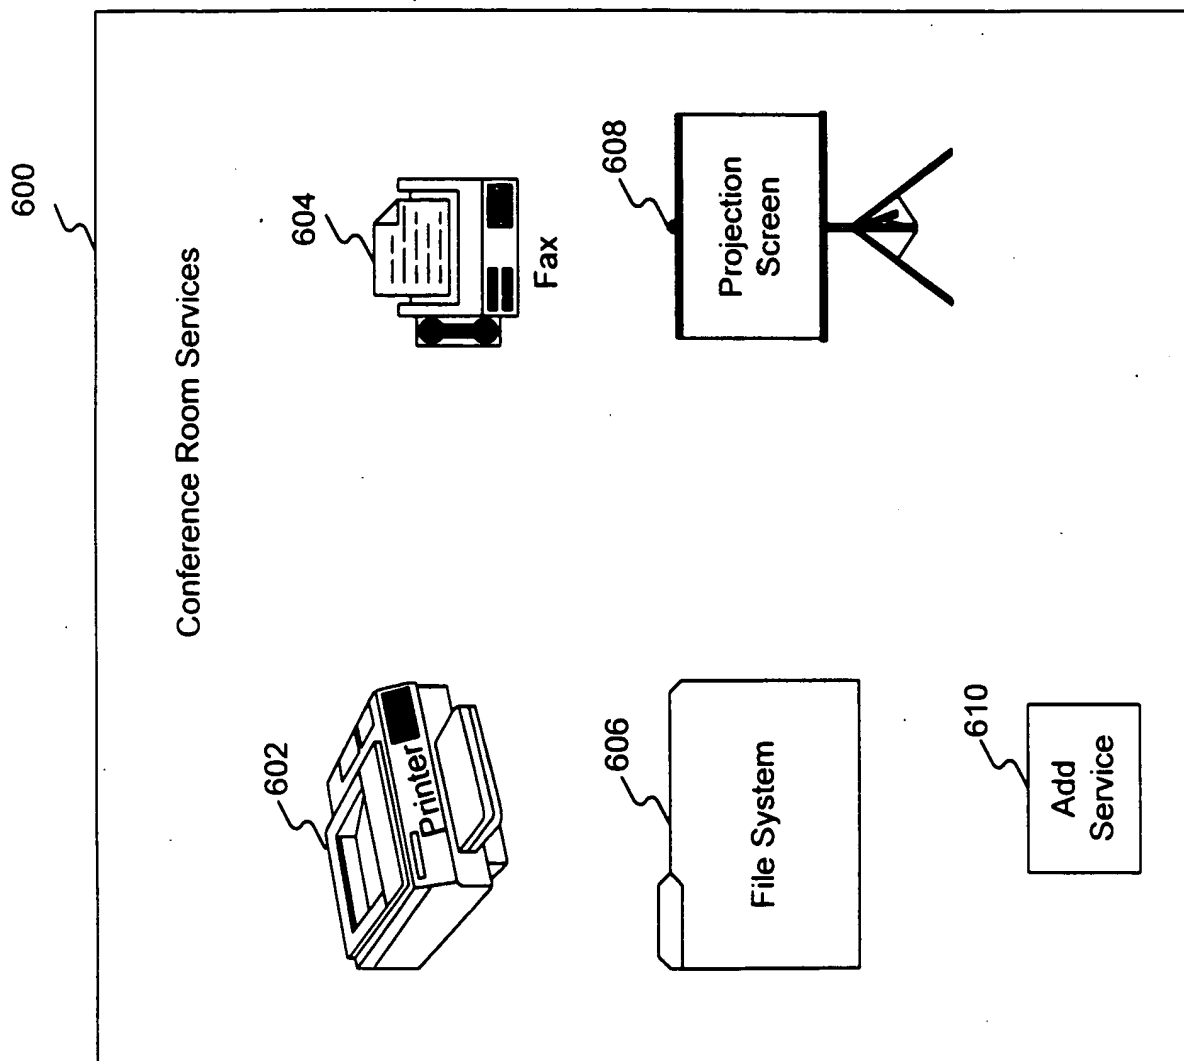 600
Conference Room Services
602
Printer
604
Fax
606
File System
608
Projection
Screen
610
Add
Service